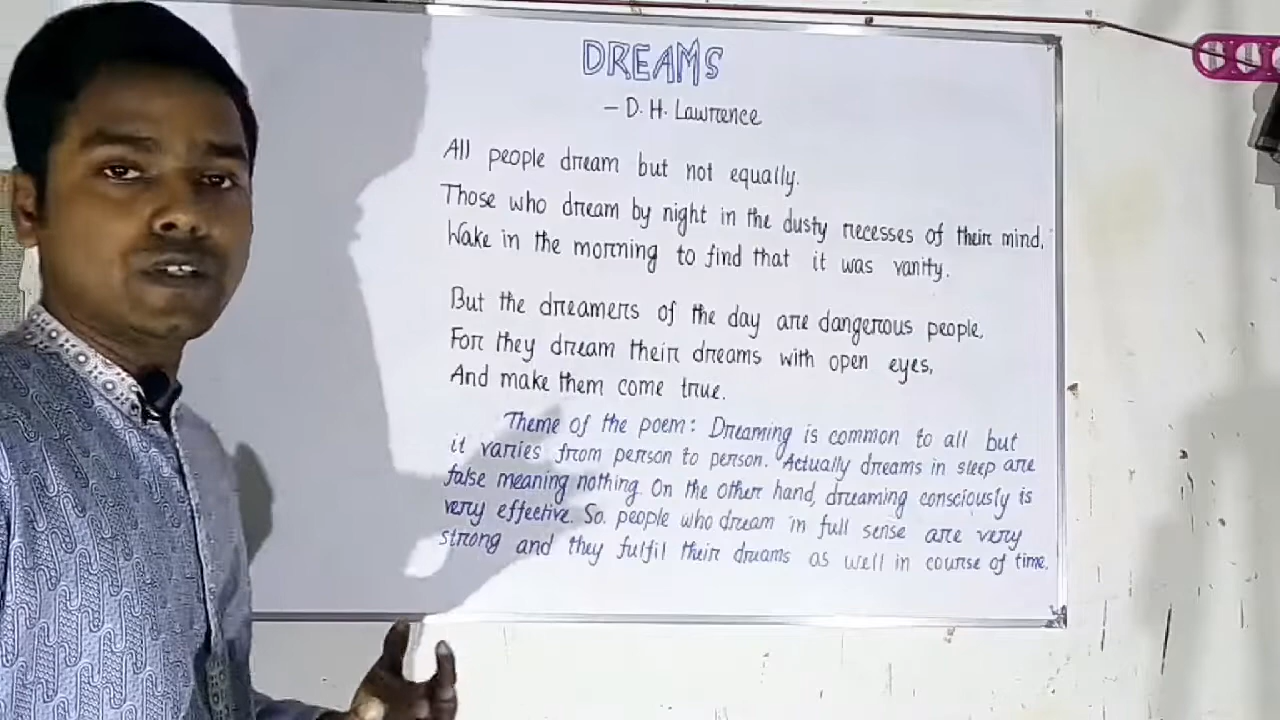 DREAMS
– D. H. Lawrence
All people dream but not equally.
Those who dream by night in the dusty recesses of their mind,
Wake in the morning to find that it was vanity.
But the dreamers of the day are dangerous people,
For they dream their dreams with open eyes,
And make them come true.
Theme of the poem: Dreaming is common to all but
it varies from person to person. Actually dreams in sleep are
false meaning nothing. On the other hand, dreaming consciously is
very effective. So, people who dream in full sense are very
strong and they fulfil their dreams as well in course of time.